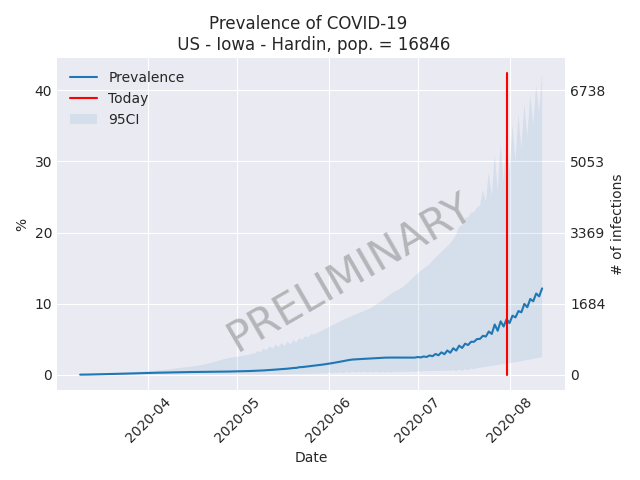 Prevalence of COVID-19
US - Iowa - Hardin, pop. = 16846
Prevalence
Today
95CI
PRELIMINARY
%
40
30
20
10
0
6738
5053
3369
1684
0
# of infections
2020-04
2020-05
2020-06
2020-07
2020-08
Date